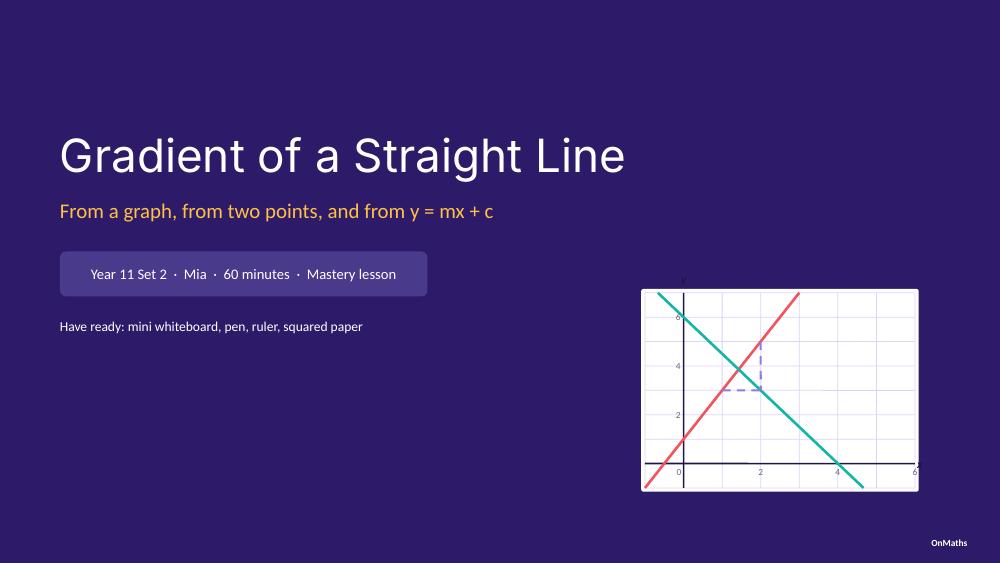 Gradient of a Straight Line
From a graph, from two points, and from y = mx + c
Year 11 Set 2 · Mia · 60 minutes · Mastery lesson
Have ready: mini whiteboard, pen, ruler, squared paper
6
4
2
0 2 4 6
OnMaths